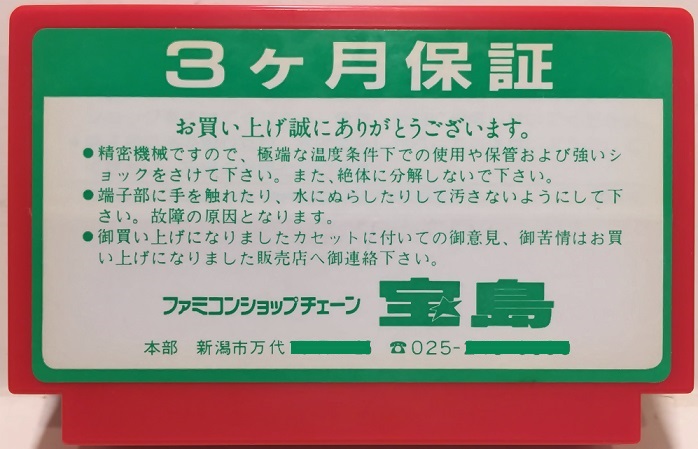 3ヶ月保証
お買い上げ誠にありがとうございます。
●精密機械ですので、極端な温度条件下での使用や保管および強いシ
ョックをさけて下さい。また、絶体に分解しないで下さい。
●端子部に手を触れたり、水にぬらしたりして汚さないようにして下
さい。故障の原因となります。
●御買い上げになりましたカセットに付いての御意見、御苦情はお買
い上げになりました販売店へ御連絡下さい。
ファミコンショップチェーン 宝島
本部 新潟市万代 ☎025-